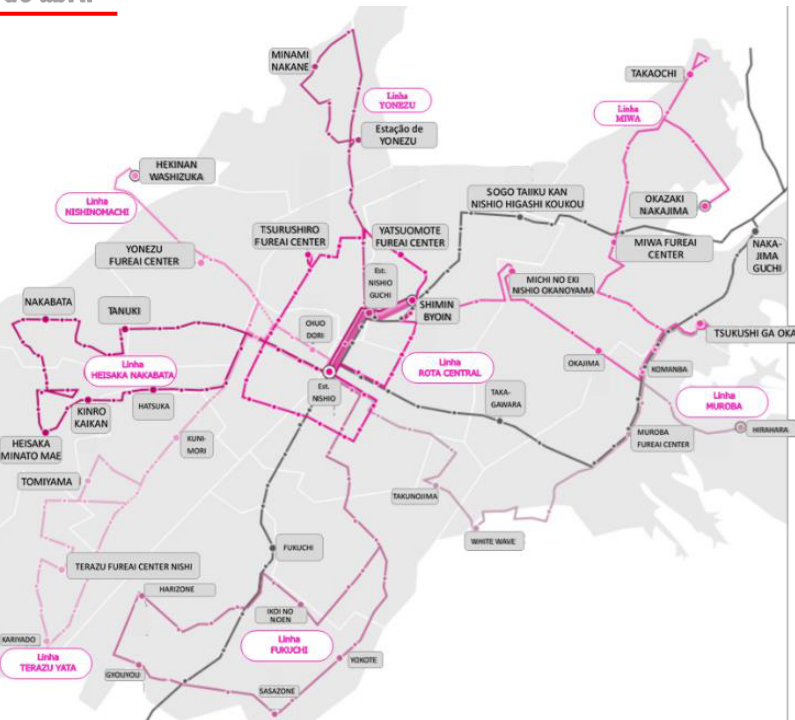 MINAMI
NAKANE
Linha
YONEZU
Estação de
YONEZU
TAKAOCHI
Linha
MIWA
HEKINAN
WASHIZUKA
Linha
NISHINOMACHI
SOGO TAIIKU KAN
NISHIO HIGASHI KOUKOU
OKAZAKI
NAKAJIMA
TSURUSHIRO
FUREAI CENTER
YATSUOMOTE
FUREAI CENTER
MIWA FUREAI
CENTER
NAKA-
JIMA
GUCHI
YONEZU
FUREAI CENTER
Est.
NISHIO
GUCHI
MICHI NO EKI
NISHIO OKANOYAMA
NAKABATA
TANUKI
SHIMIN
BYOIN
CHUO
DORI
TSUKUSHI GA OKA
Linha
HEISAKA NAKABATA
Linha
ROTA CENTRAL
OKAJIMA
KOMANBA
Est.
NISHIO
KINRO
KAIKAN
HATSUKA
TAKA-
GAWARA
Linha
MUROBA
HEISAKA
MINATO MAE
KUNI-
MORI
MUROBA
FUREAI CENTER
HIRAHARA
TOMIYAMA
TAKUNOJIMA
WHITE WAVE
FUKUCHI
TERAZU FUREAI CENTER NISHI
HARIZONE
IKOI NO
NOEN
KARIYADO
Linha
TERAZU YATA
Linha
FUKUCHI
GYOUYOU
YOKOTE
SASAZONE